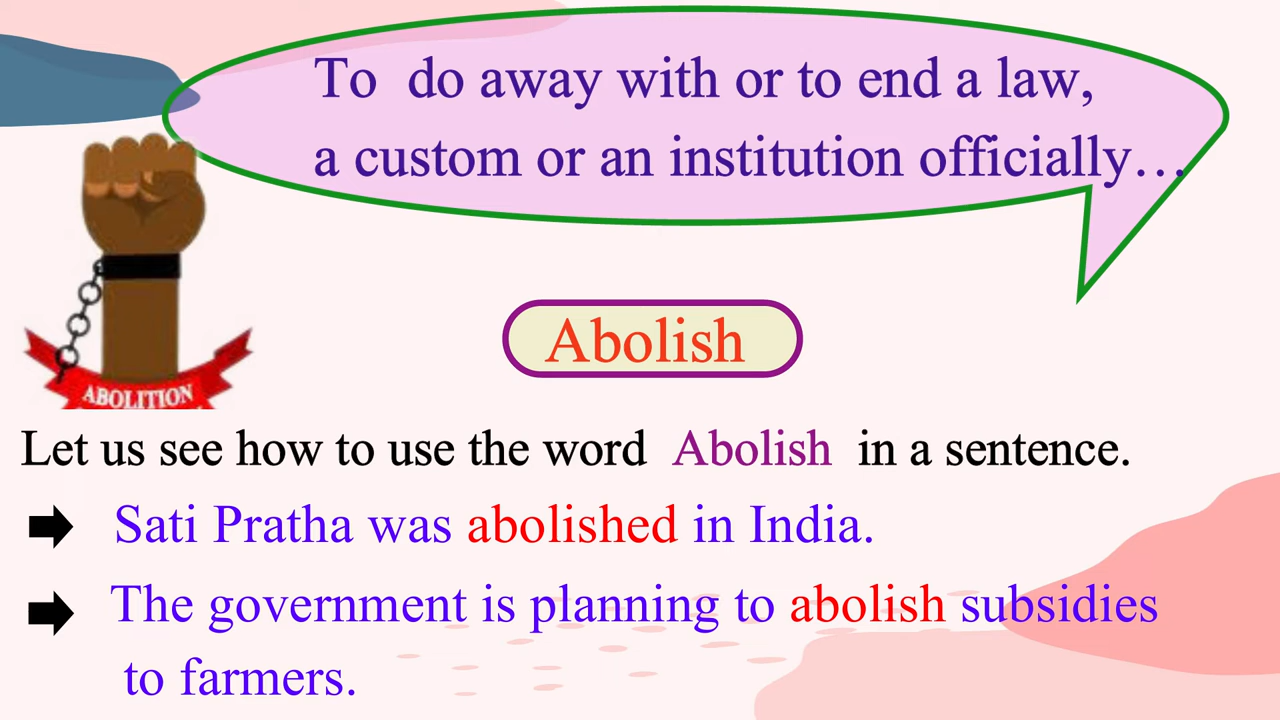 To do away with or to end a law,
a custom or an institution officially...
Abolish
ABOLITION
Let us see how to use the word Abolish in a sentence.
Sati Pratha was abolished in India.
The government is planning to abolish subsidies
to farmers.